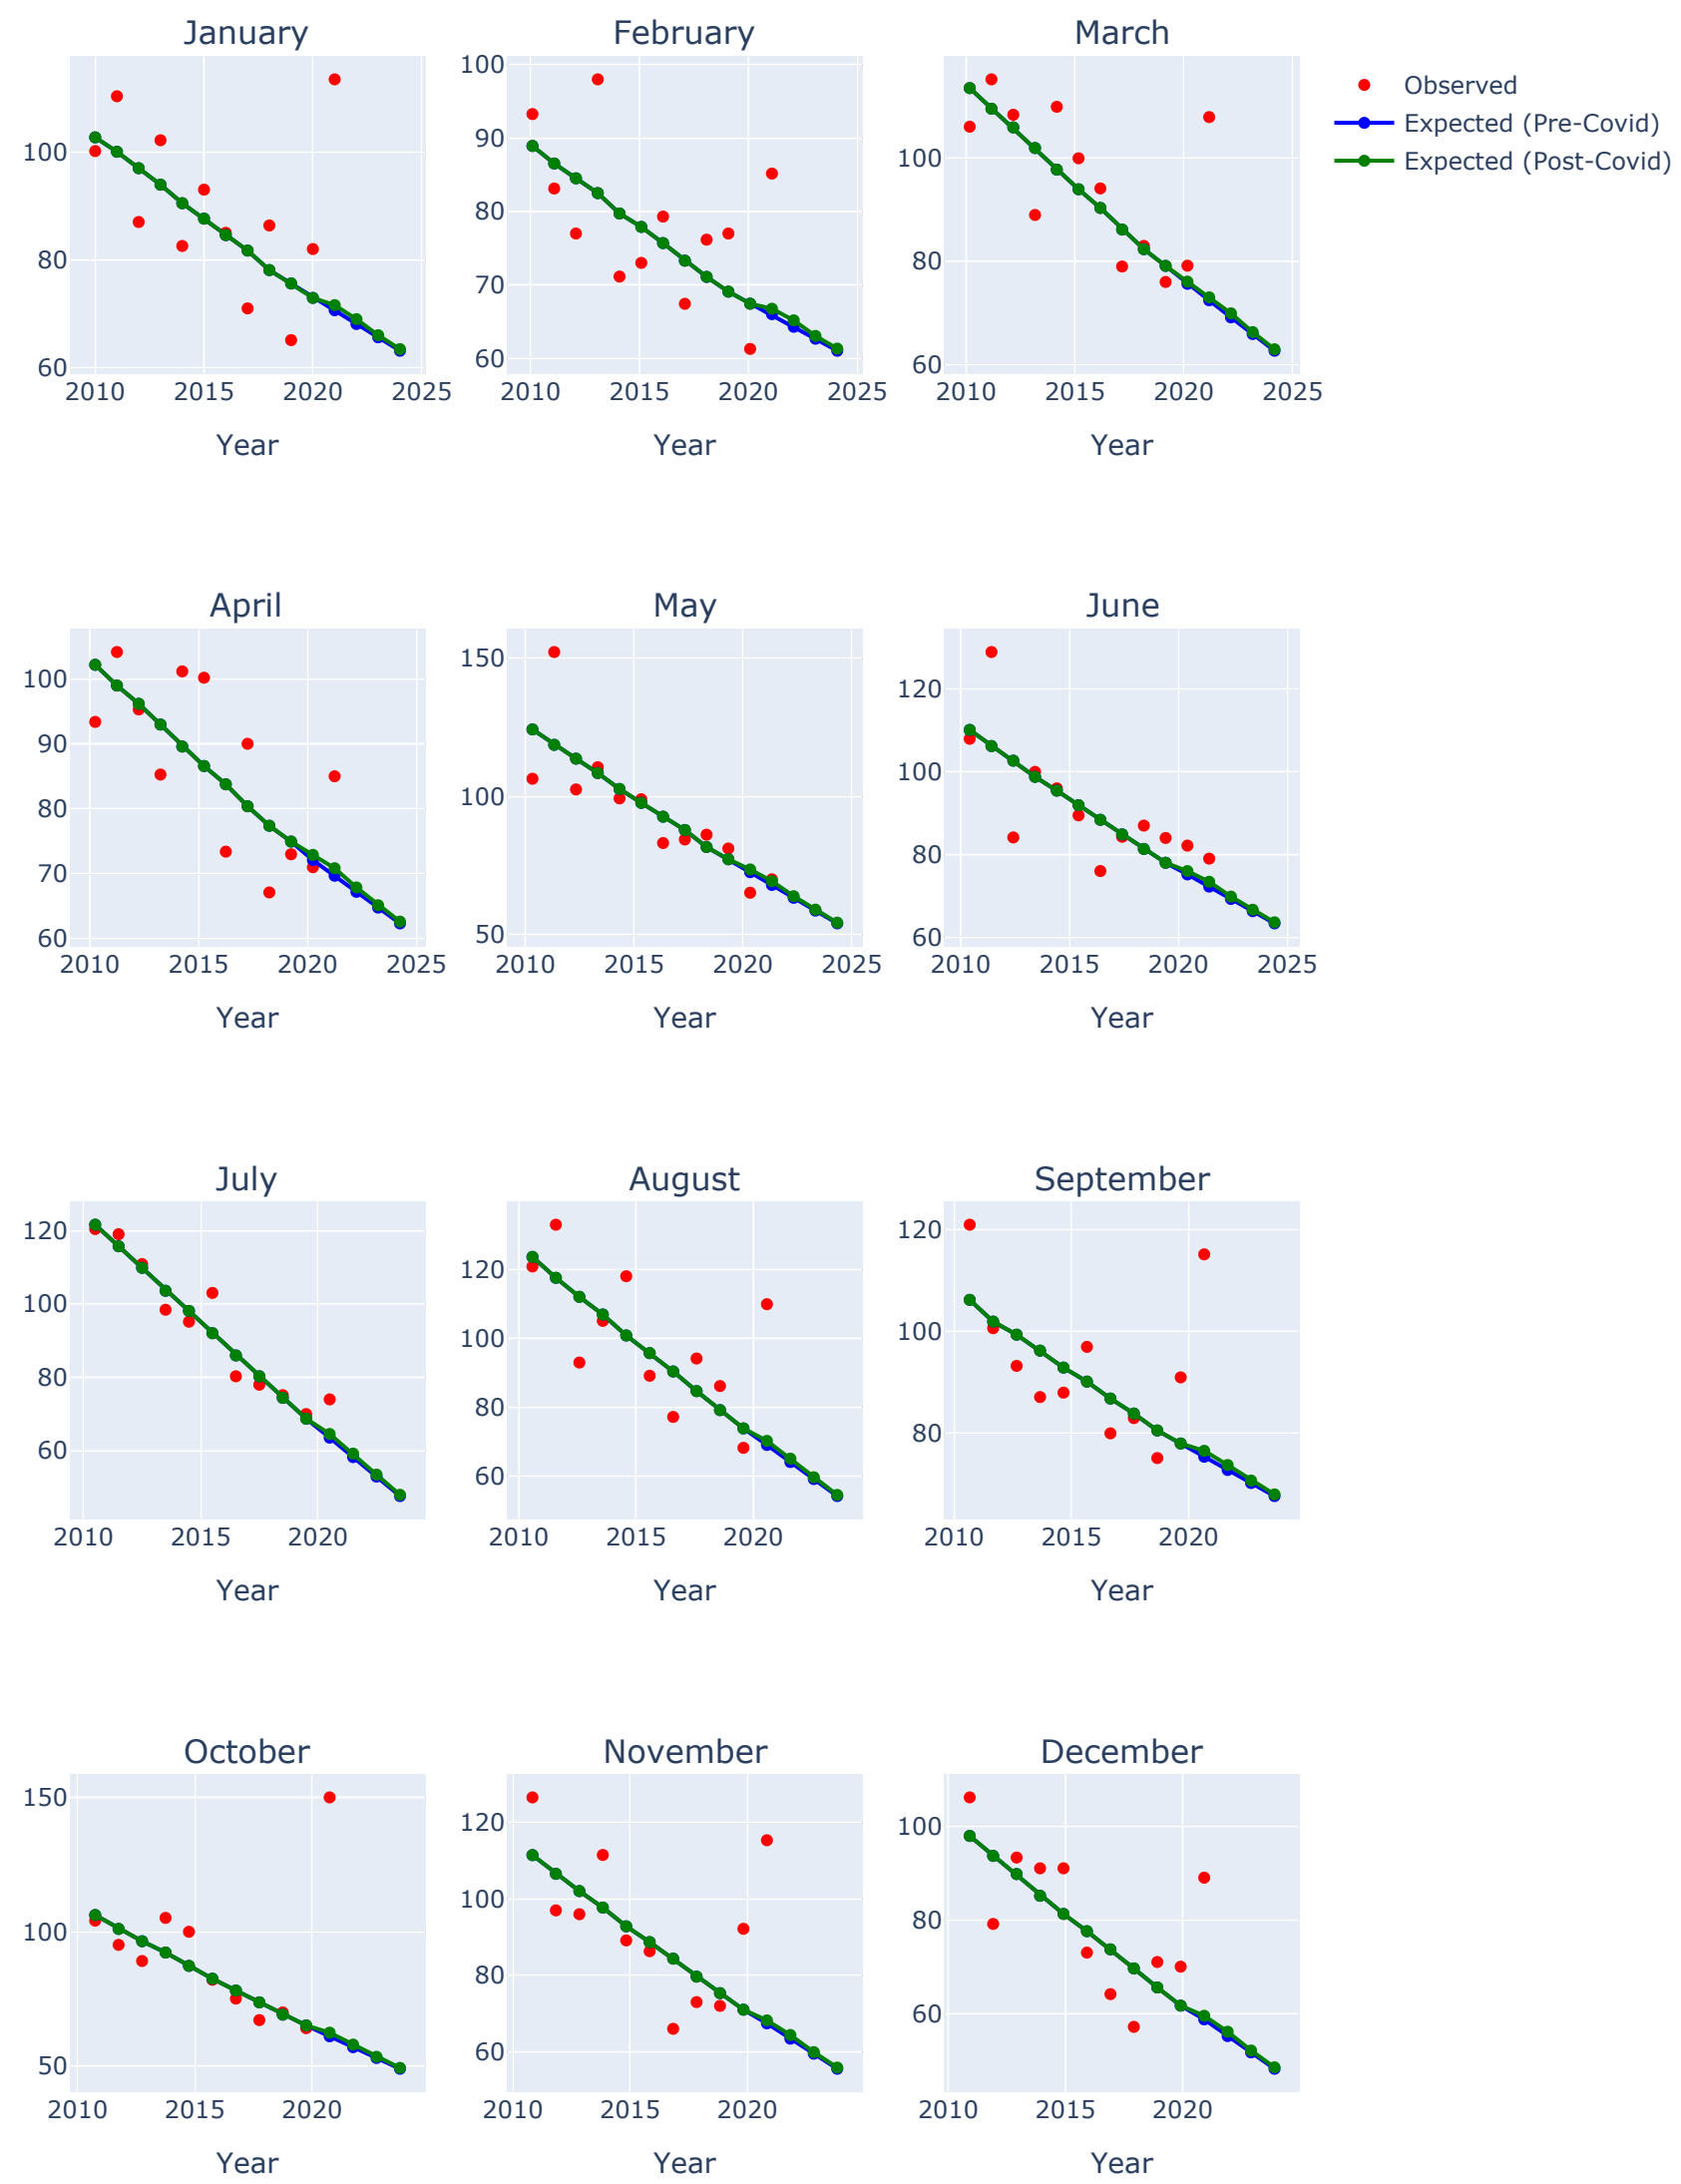 January February March
100
80
60
2010 2015 2020 2025
Year
100
90
80
70
60
2010 2015 2020 2025
Year
100
80
60
2010 2015 2020 2025
Year
Observed
Expected (Pre-Covid)
Expected (Post-Covid)
April May June
100
90
80
70
60
2010 2015 2020 2025
Year
150
100
50
2010 2015 2020 2025
Year
120
100
80
60
2010 2015 2020 2025
Year
July August September
120
100
80
60
2010 2015 2020
Year
120
100
80
60
2010 2015 2020
Year
120
100
80
2010 2015 2020
Year
October November December
150
100
50
2010 2015 2020
Year
120
100
80
60
2010 2015 2020
Year
100
80
60
2010 2015 2020
Year